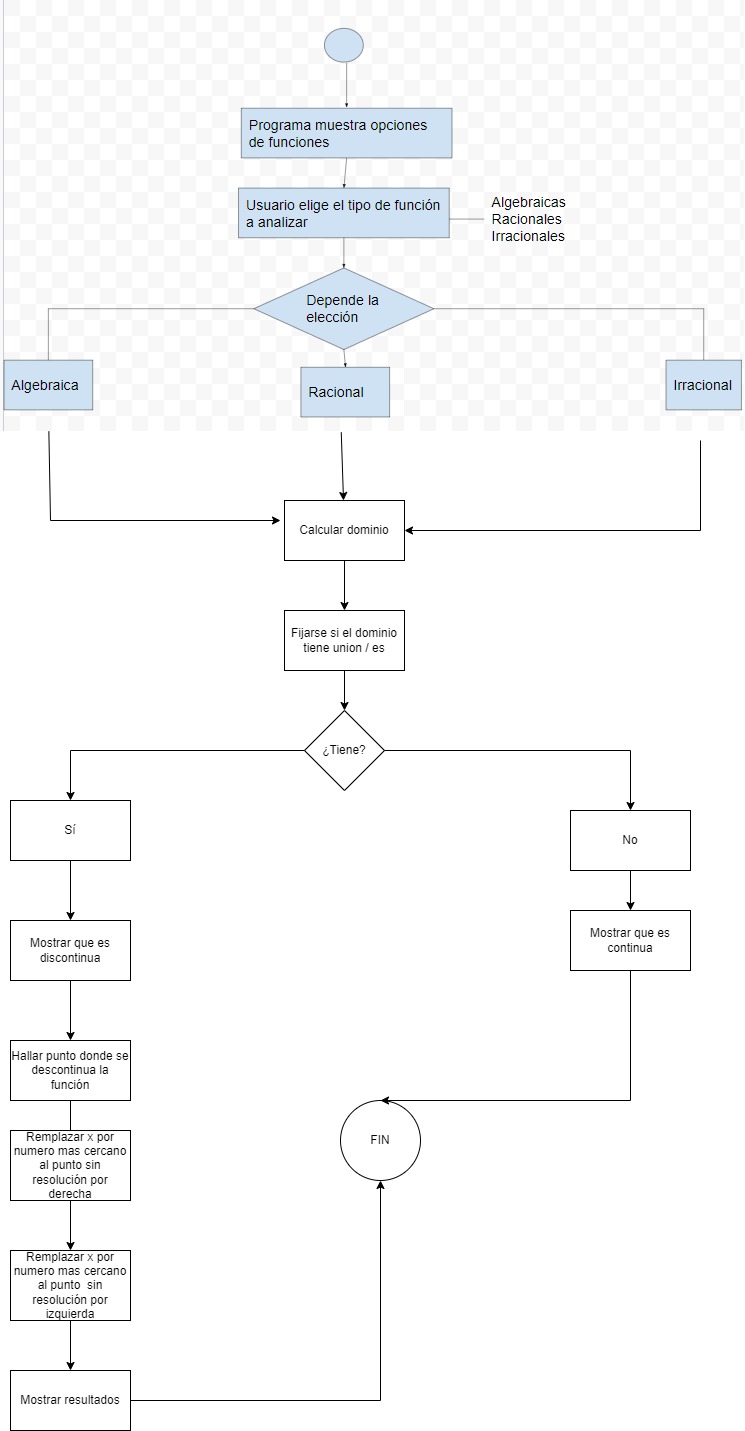 Programa muestra opciones
de funciones
Usuario elige el tipo de función
a analizar
Algebraicas
Racionales
Irracionales
Depende la
elección
Algebraica
Racional
Irracional
Calcular dominio
Fijarse si el dominio
tiene union / es
¿Tiene?
Sí
No
Mostrar que es
discontinua
Mostrar que es
continua
Hallar punto donde se
descontinua la
función
Remplazar x por
numero mas cercano
al punto sin
resolución por
derecha
FIN
Remplazar x por
numero mas cercano
al punto sin
resolución por
izquierda
Mostrar resultados